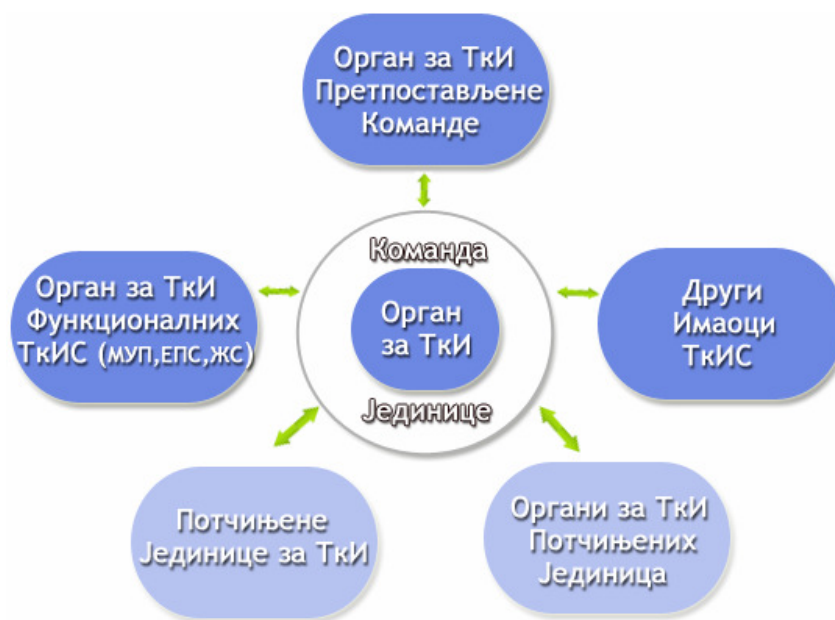 Орган за ТкИ
Претпостављене
Команде
Команда
Орган
за ТкИ
Јединице
Орган за ТкИ
Функционалних
ТкИС (МУП,ЕПС,ЖС)
Други
Имаоци
ТкИС
Потчињене
Јединице за ТкИ
Органи за ТкИ
Потчињених
Јединица